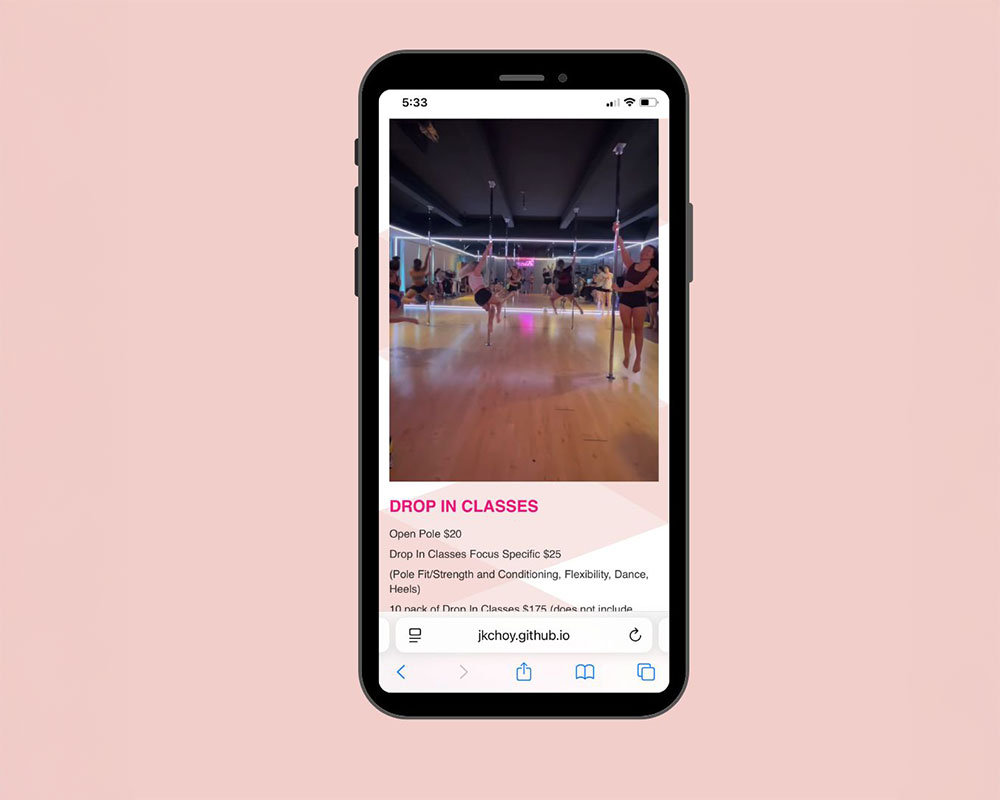 5:33
DROP IN CLASSES
Open Pole $20
Drop In Classes Focus Specific $25
(Pole Fit/Strength and Conditioning, Flexibility, Dance,
Heels)
10 pack of Drop In Classes $175 (does not include
jkchoy.github.io